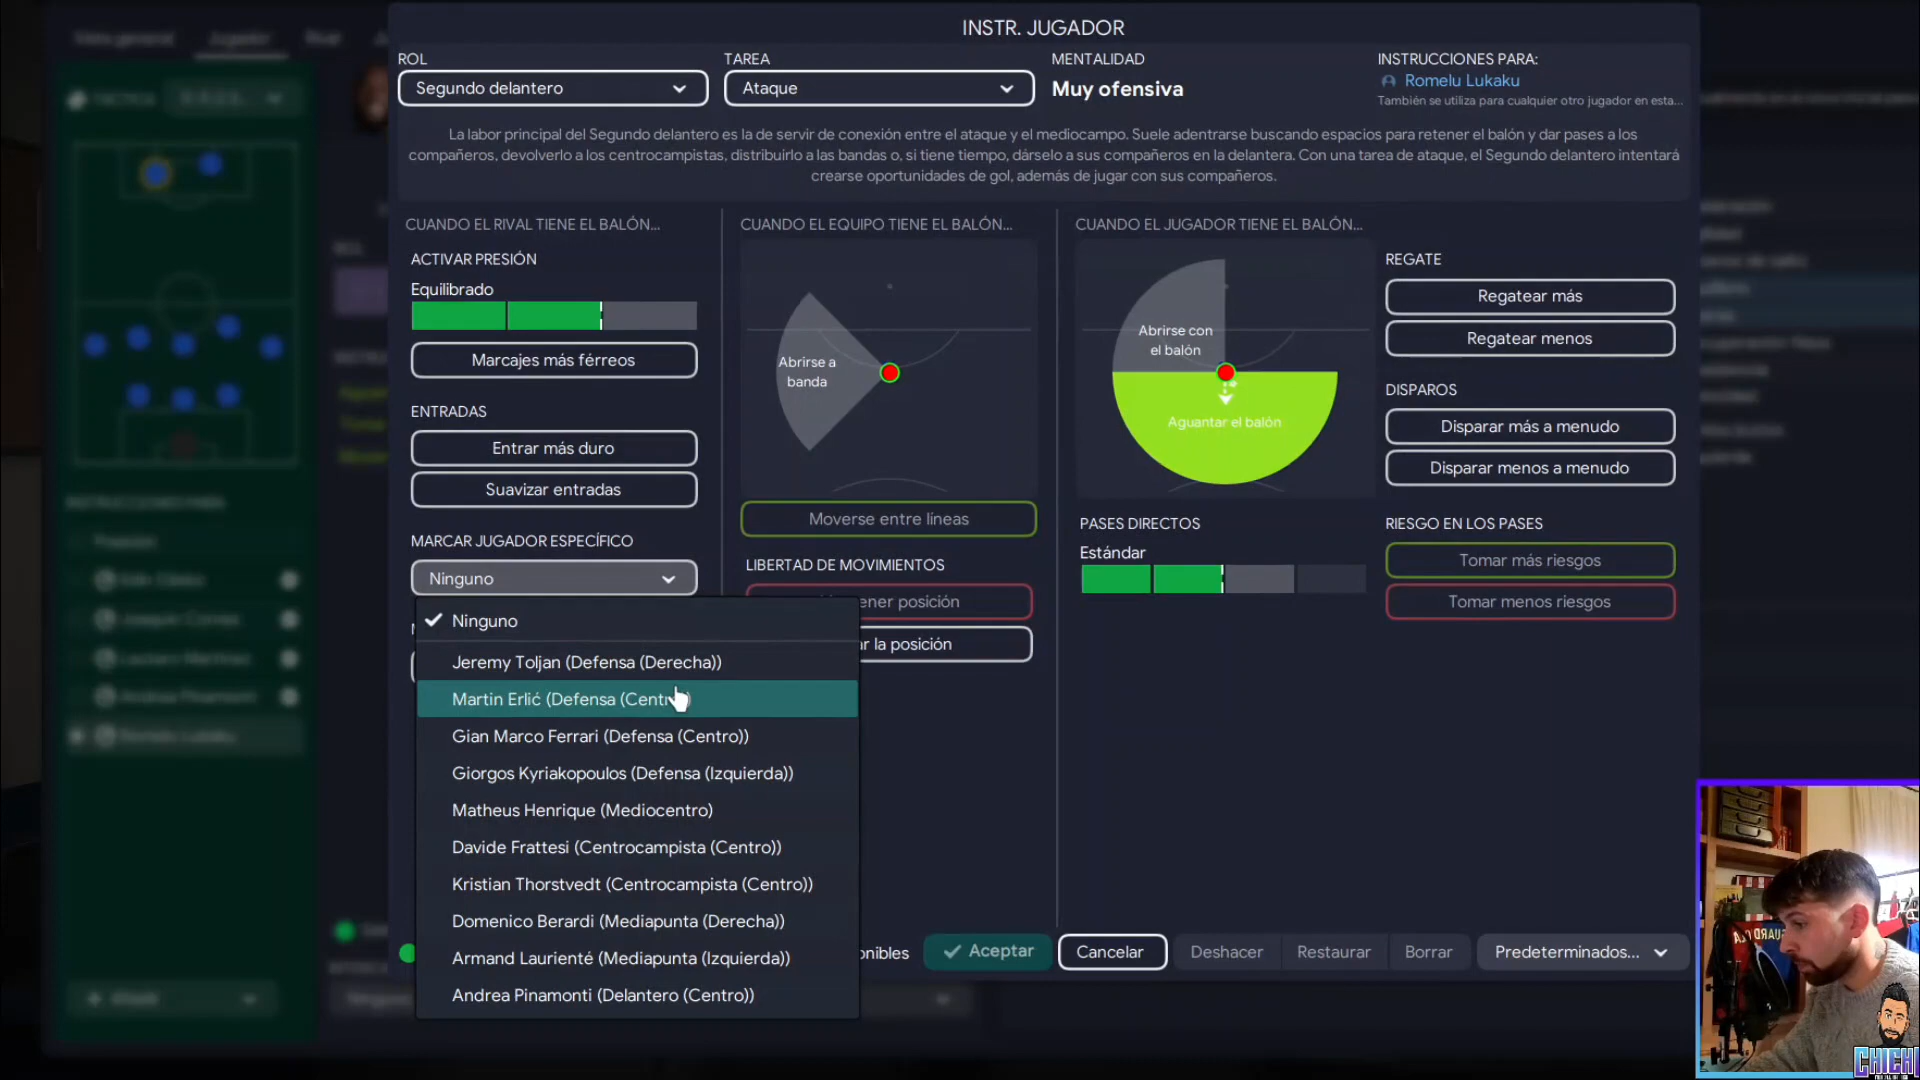 INSTR. JUGADOR
ROL
TAREA
MENTALIDAD
INSTRUCCIONES PARA:
Segundo delantero
Ataque
Muy ofensiva
Romelu Lukaku
También se utiliza para cualquier otro jugador en esta...
La labor principal del Segundo delantero es la de servir de conexión entre el ataque y el mediocampo. Suele adentrarse buscando espacios para retener el balón y dar pases a los
compañeros, devolverlo a los centrocampistas, distribuirlo a las bandas o, si tiene tiempo, dárselo a sus compañeros en la delantera. Con una tarea de ataque, el Segundo delantero intentará
crearse oportunidades de gol, además de jugar con sus compañeros.
CUANDO EL RIVAL TIENE EL BALÓN...
ACTIVAR PRESIÓN
Equilibrado
Marcajes más férreos
ENTRADAS
Entrar más duro
Suavizar entradas
MARCAR JUGADOR ESPECÍFICO
Ninguno
Ninguno
Jeremy Toljan (Defensa (Derecha))
Martin Erlić (Defensa (Cent
Gian Marco Ferrari (Defensa (Centro))
Giorgos Kyriakopoulos (Defensa (Izquierda))
Matheus Henrique (Mediocentro)
Davide Frattesi (Centrocampista (Centro))
Kristian Thorstvedt (Centrocampista (Centro))
Domenico Berardi (Mediapunta (Derecha))
Armand Laurienté (Mediapunta (Izquierda))
Andrea Pinamonti (Delantero (Centro))
CUANDO EL EQUIPO TIENE EL BALÓN...
Abrirse a
banda
Moverse entre líneas
LIBERTAD DE MOVIMIENTOS
ener posición
ar la posición
CUANDO EL JUGADOR TIENE EL BALÓN...
Abrirse con
el balón
Aguantar el balón
PASES DIRECTOS
Estándar
REGATE
Regatear más
Regatear menos
DISPAROS
Disparar más a menudo
Disparar menos a menudo
RIESGO EN LOS PASES
Tomar más riesgos
Tomar menos riesgos
onibles
Aceptar
Cancelar
Deshacer
Restaurar
Borrar
Predeterminados...
CHICH